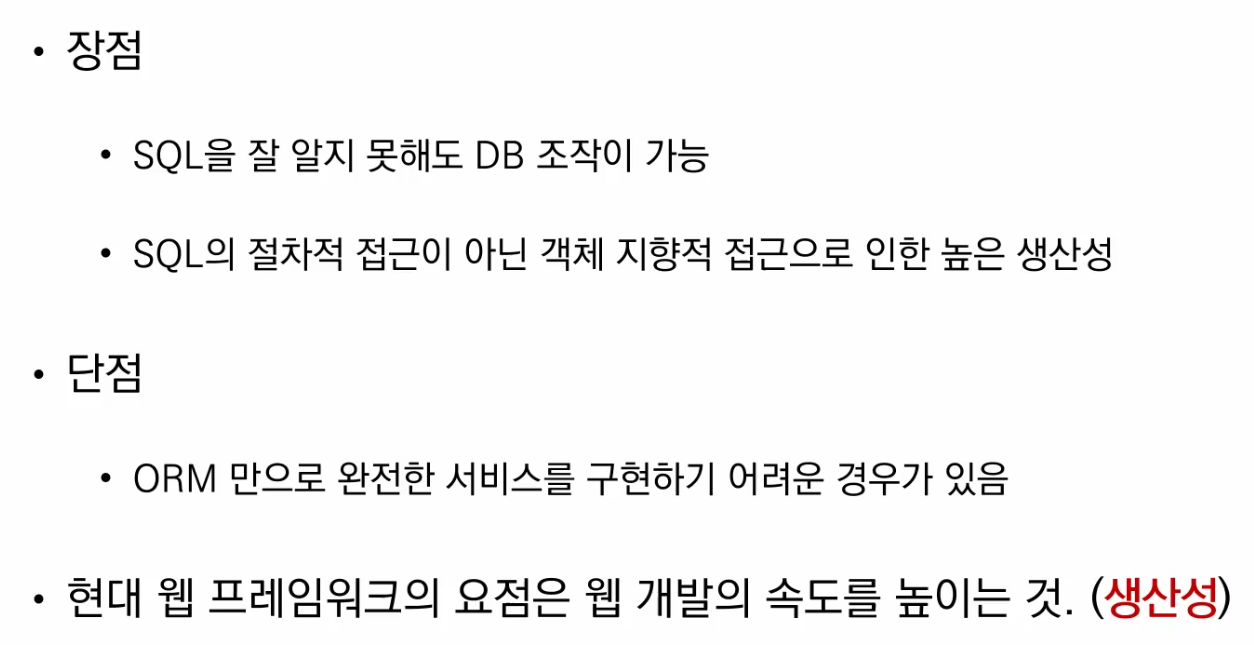 • 장점
• SQL을 잘 알지 못해도 DB 조작이 가능
• SQL의 절차적 접근이 아닌 객체 지향적 접근으로 인한 높은 생산성
• 단점
• ORM 만으로 완전한 서비스를 구현하기 어려운 경우가 있음
• 현대 웹 프레임워크의 요점은 웹 개발의 속도를 높이는 것. (생산성)